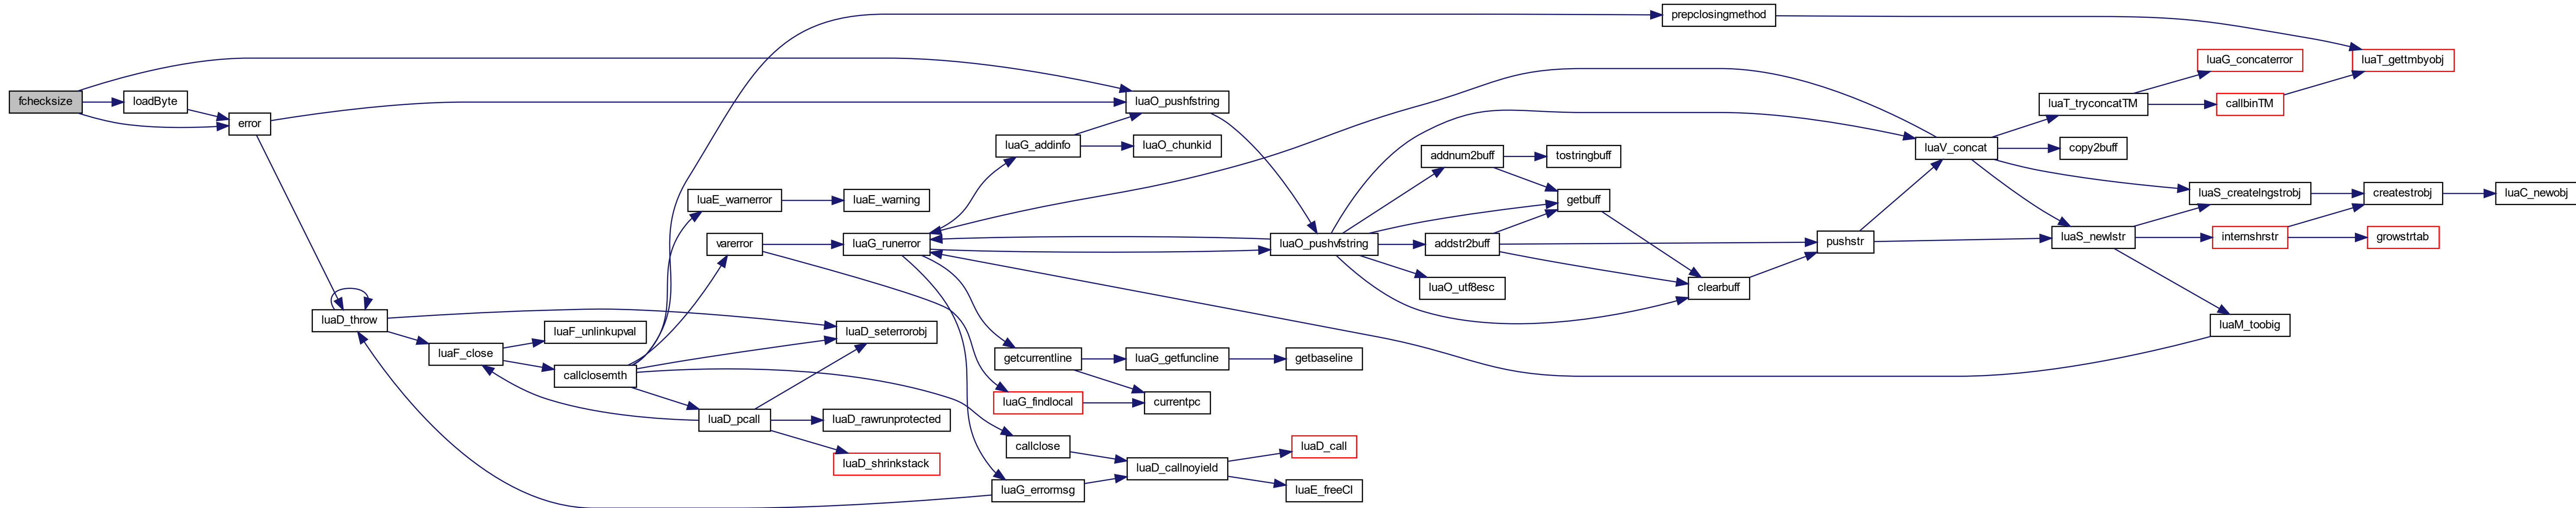 prepclosingmethod
luaG_concaterror
luaT_gettmbyobj
fchecksize
loadByte
luaO_pushfstring
luaT_tryconcatTM
callbinTM
error
luaG_addinfo
luaO_chunkid
luaV_concat
copy2buff
addnum2buff
tostringbuff
luaE_warnerror
luaE_warning
getbuff
luaS_createlngstrobj
createstrobj
luaC_newobj
varerror
luaG_runerror
luaO_pushvfstring
addstr2buff
pushstr
luaS_newlstr
internshrstr
growstrtab
luaO_utf8esc
clearbuff
luaD_throw
luaF_unlinkupval
luaD_seterrorobj
luaM_toobig
luaF_close
getcurrentline
luaG_getfuncline
getbaseline
callclosemth
luaG_findlocal
currentpc
luaD_pcall
luaD_rawrunprotected
callclose
luaD_call
luaD_shrinkstack
luaD_callnoyield
luaG_errormsg
luaE_freeCI